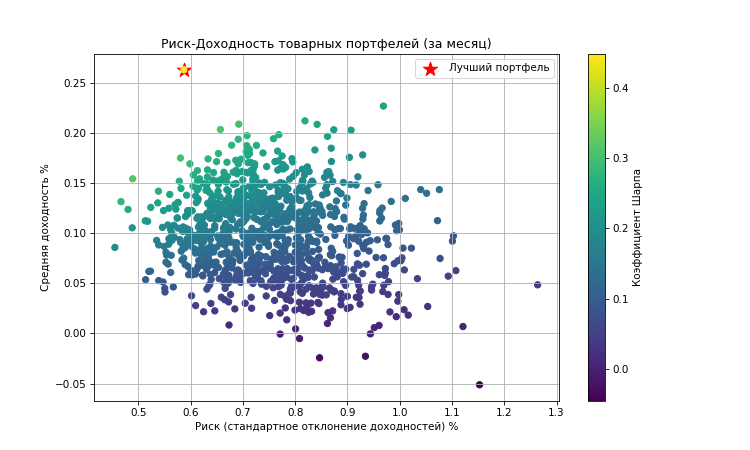 Риск-Доходность товарных портфелей (за месяц)
Лучший портфель
Средняя доходность %
0.25
0.20
0.15
0.10
0.05
0.00
−0.05
0.5 0.6 0.7 0.8 0.9 1.0 1.1 1.2 1.3
Риск (стандартное отклонение доходностей) %
0.4
0.3
0.2
0.1
0.0
Коэффициент Шарпа